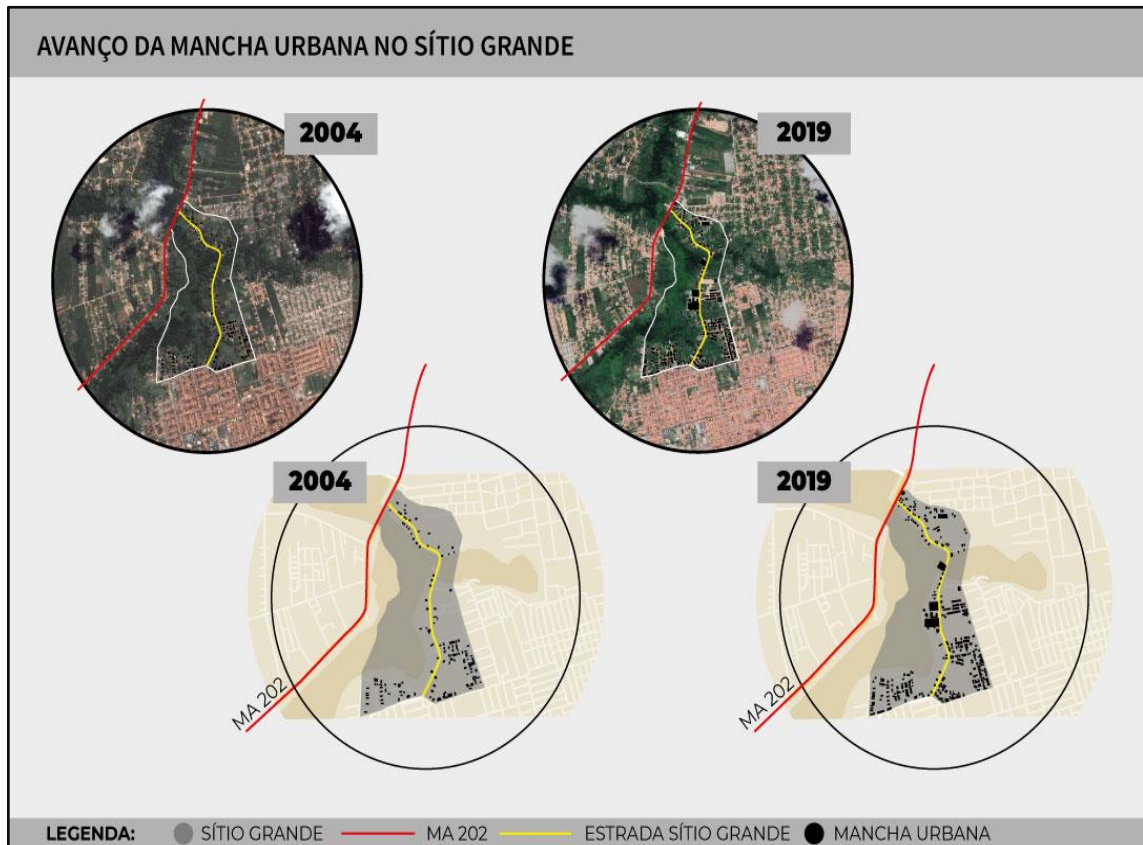 AVANÇO DA MANCHA URBANA NO SÍTIO GRANDE
2004
2019
2004
2019
MA 202
MA 202
LEGENDA: SÍTIO GRANDE MA 202 ESTRADA SÍTIO GRANDE MANCHA URBANA